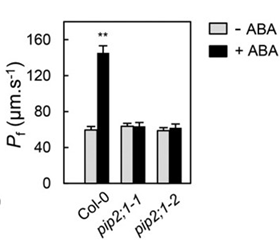 **
- ABA
+ ABA
160
120
80
40
0
Pf (µm.s-1)
Col-0
pip2;1-1
pip2;1-2